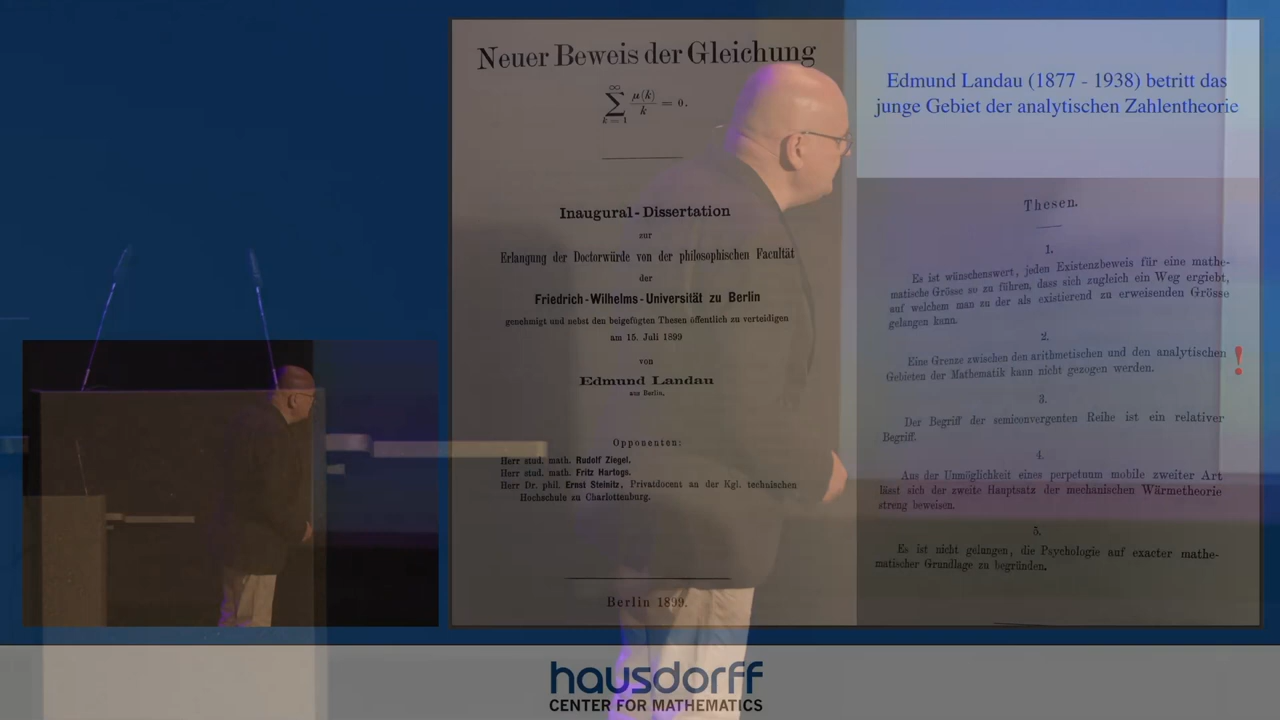 Neuer Beweis der Gleichung
∞
∑ μ(k)/k = 0.
k = 1
Inaugural-Dissertation
zur
Erlangung der Doctorwürde von der philosophischen Facultät
der
Friedrich-Wilhelms-Universität zu Berlin
genehmigt und nebst den beigefügten Thesen öffentlich zu verteidigen
am 15. Juli 1899
von
Edmund Landau
aus Berlin.
Opponenten:
Herr stud. math. Rudolf Ziegel.
Herr stud. math. Fritz Hartogs.
Herr Dr. phil. Ernst Steinitz, Privatdocent an der Kgl. technischen
Hochschule zu Charlottenburg.
Berlin 1899.
Edmund Landau (1877 - 1938) betritt das
junge Gebiet der analytischen Zahlentheorie
Thesen.
1.
Es ist wünschenswert, jeden Existenzbeweis für eine mathe-
matische Grösse so zu führen, dass sich zugleich ein Weg ergiebt,
auf welchem man zu der als existierend zu erweisenden Grösse
gelangen kann.
2.
Eine Grenze zwischen den arithmetischen und den analytischen !
Gebieten der Mathematik kann nicht gezogen werden.
3.
Der Begriff der semiconvergenten Reihe ist ein relativer
Begriff.
4.
Aus der Unmöglichkeit eines perpetuum mobile zweiter Art
lässt sich der zweite Hauptsatz der mechanischen Wärmetheorie
streng beweisen.
5.
Es ist nicht gelungen, die Psychologie auf exacter mathe-
matischer Grundlage zu begründen.
hausdorff
CENTER FOR MATHEMATICS